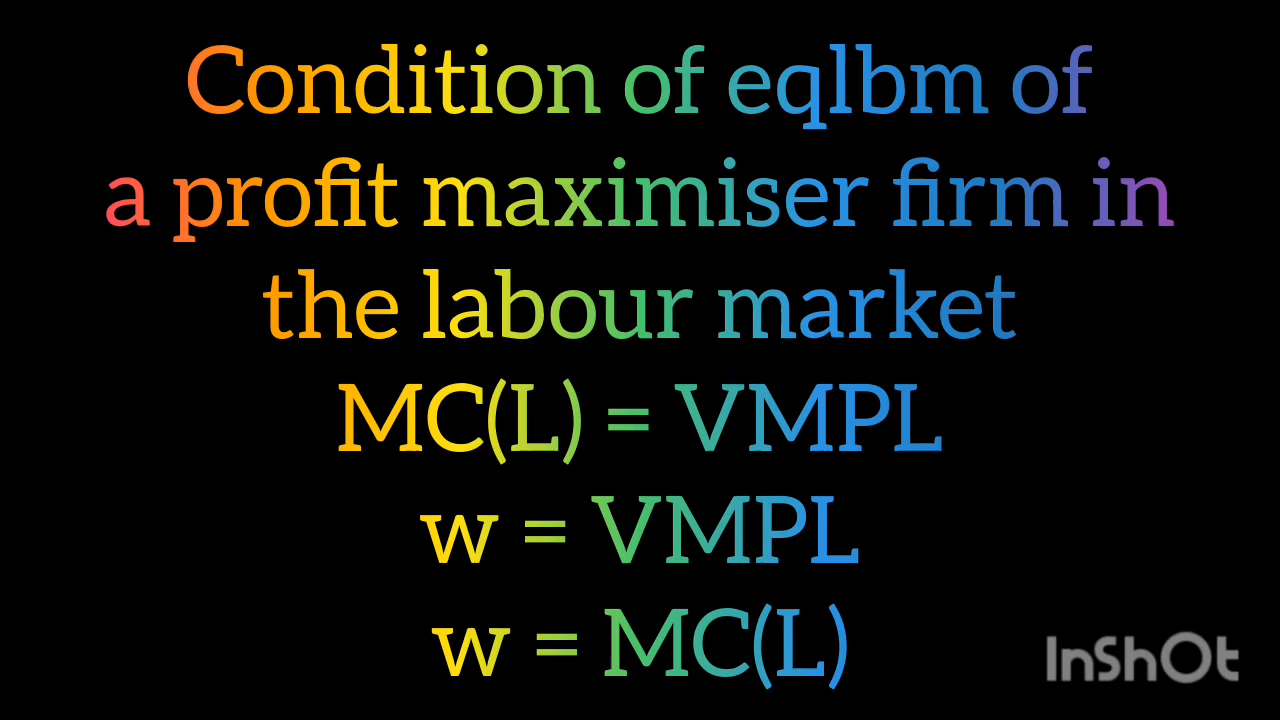 Condition of eqlbm of
a profit maximiser firm in
the labour market
MC(L) = VMPL
w = VMPL
w = MC(L)
InShOt